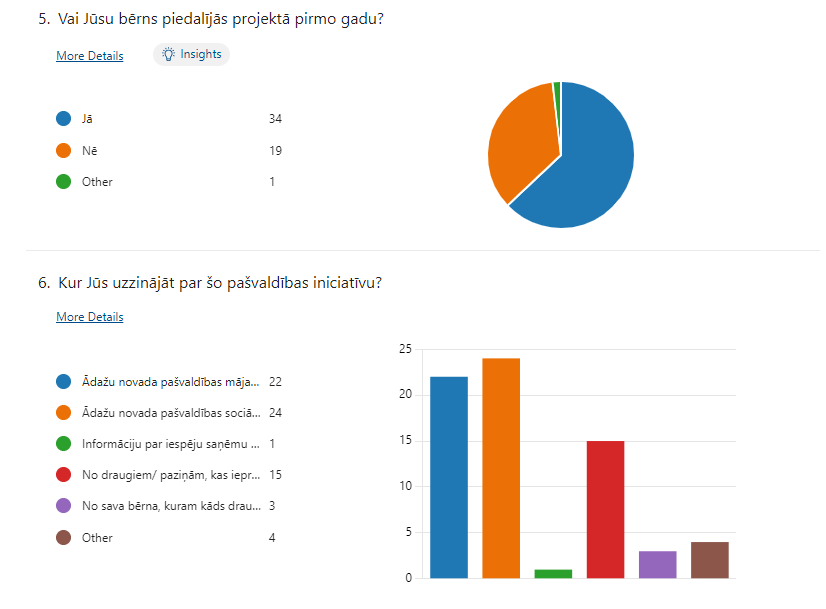 5. Vai Jūsu bērns piedalījās projektā pirmo gadu?
More Details Insights
Jā 34
Nē 19
Other 1
6. Kur Jūs uzzinājāt par šo pašvaldības iniciatīvu?
More Details
Ādažu novada pašvaldības māja... 22
Ādažu novada pašvaldības sociā... 24
Informāciju par iespēju saņēmu ... 1
No draugiem/ paziņām, kas iepr... 15
No sava bērna, kuram kāds drau... 3
Other 4
25
20
15
10
5
0